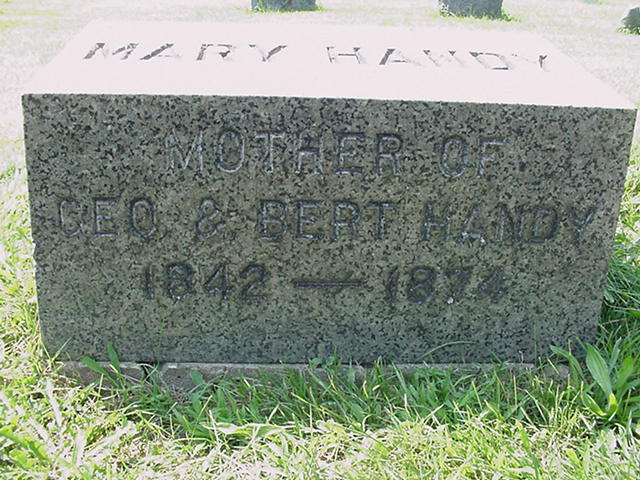 MARY HANDY
MOTHER OF
GEO. & BERT HANDY
1842 — 1874